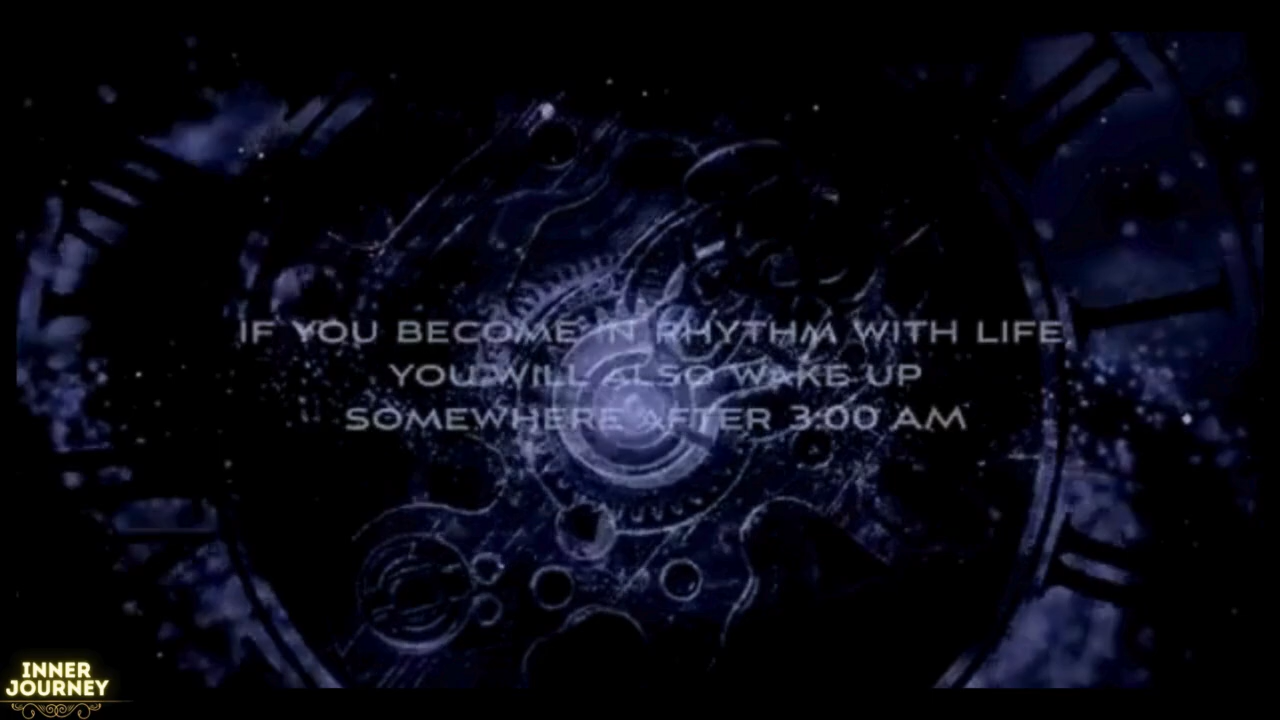 IF YOU BECOME IN RHYTHM WITH LIFE,
YOU WILL ALSO WAKE UP
SOMEWHERE AFTER 3:00 AM
INNER
JOURNEY